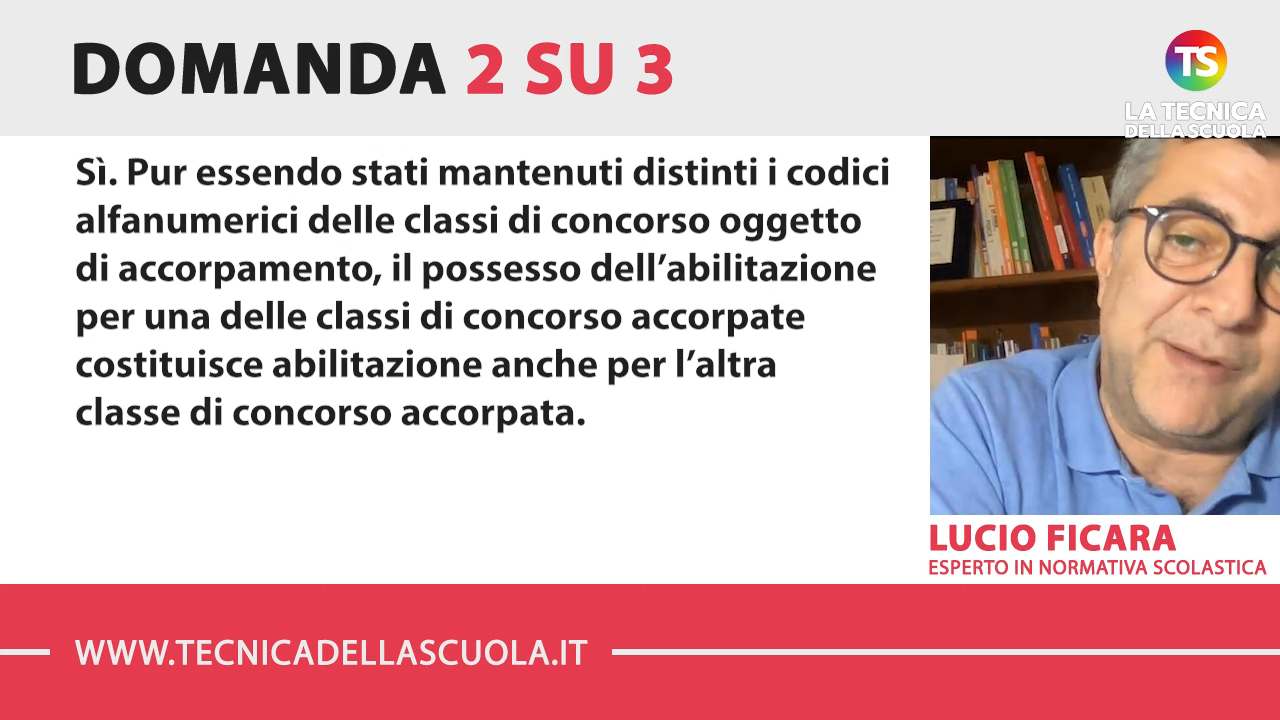 DOMANDA 2 SU 3
TS
LA TECNICA
DELLA SCUOLA
Sì. Pur essendo stati mantenuti distinti i codici
alfanumerici delle classi di concorso oggetto
di accorpamento, il possesso dell’abilitazione
per una delle classi di concorso accorpate
costituisce abilitazione anche per l’altra
classe di concorso accorpata.
LUCIO FICARA
ESPERTO IN NORMATIVA SCOLASTICA
WWW.TECNICADELLASCUOLA.IT